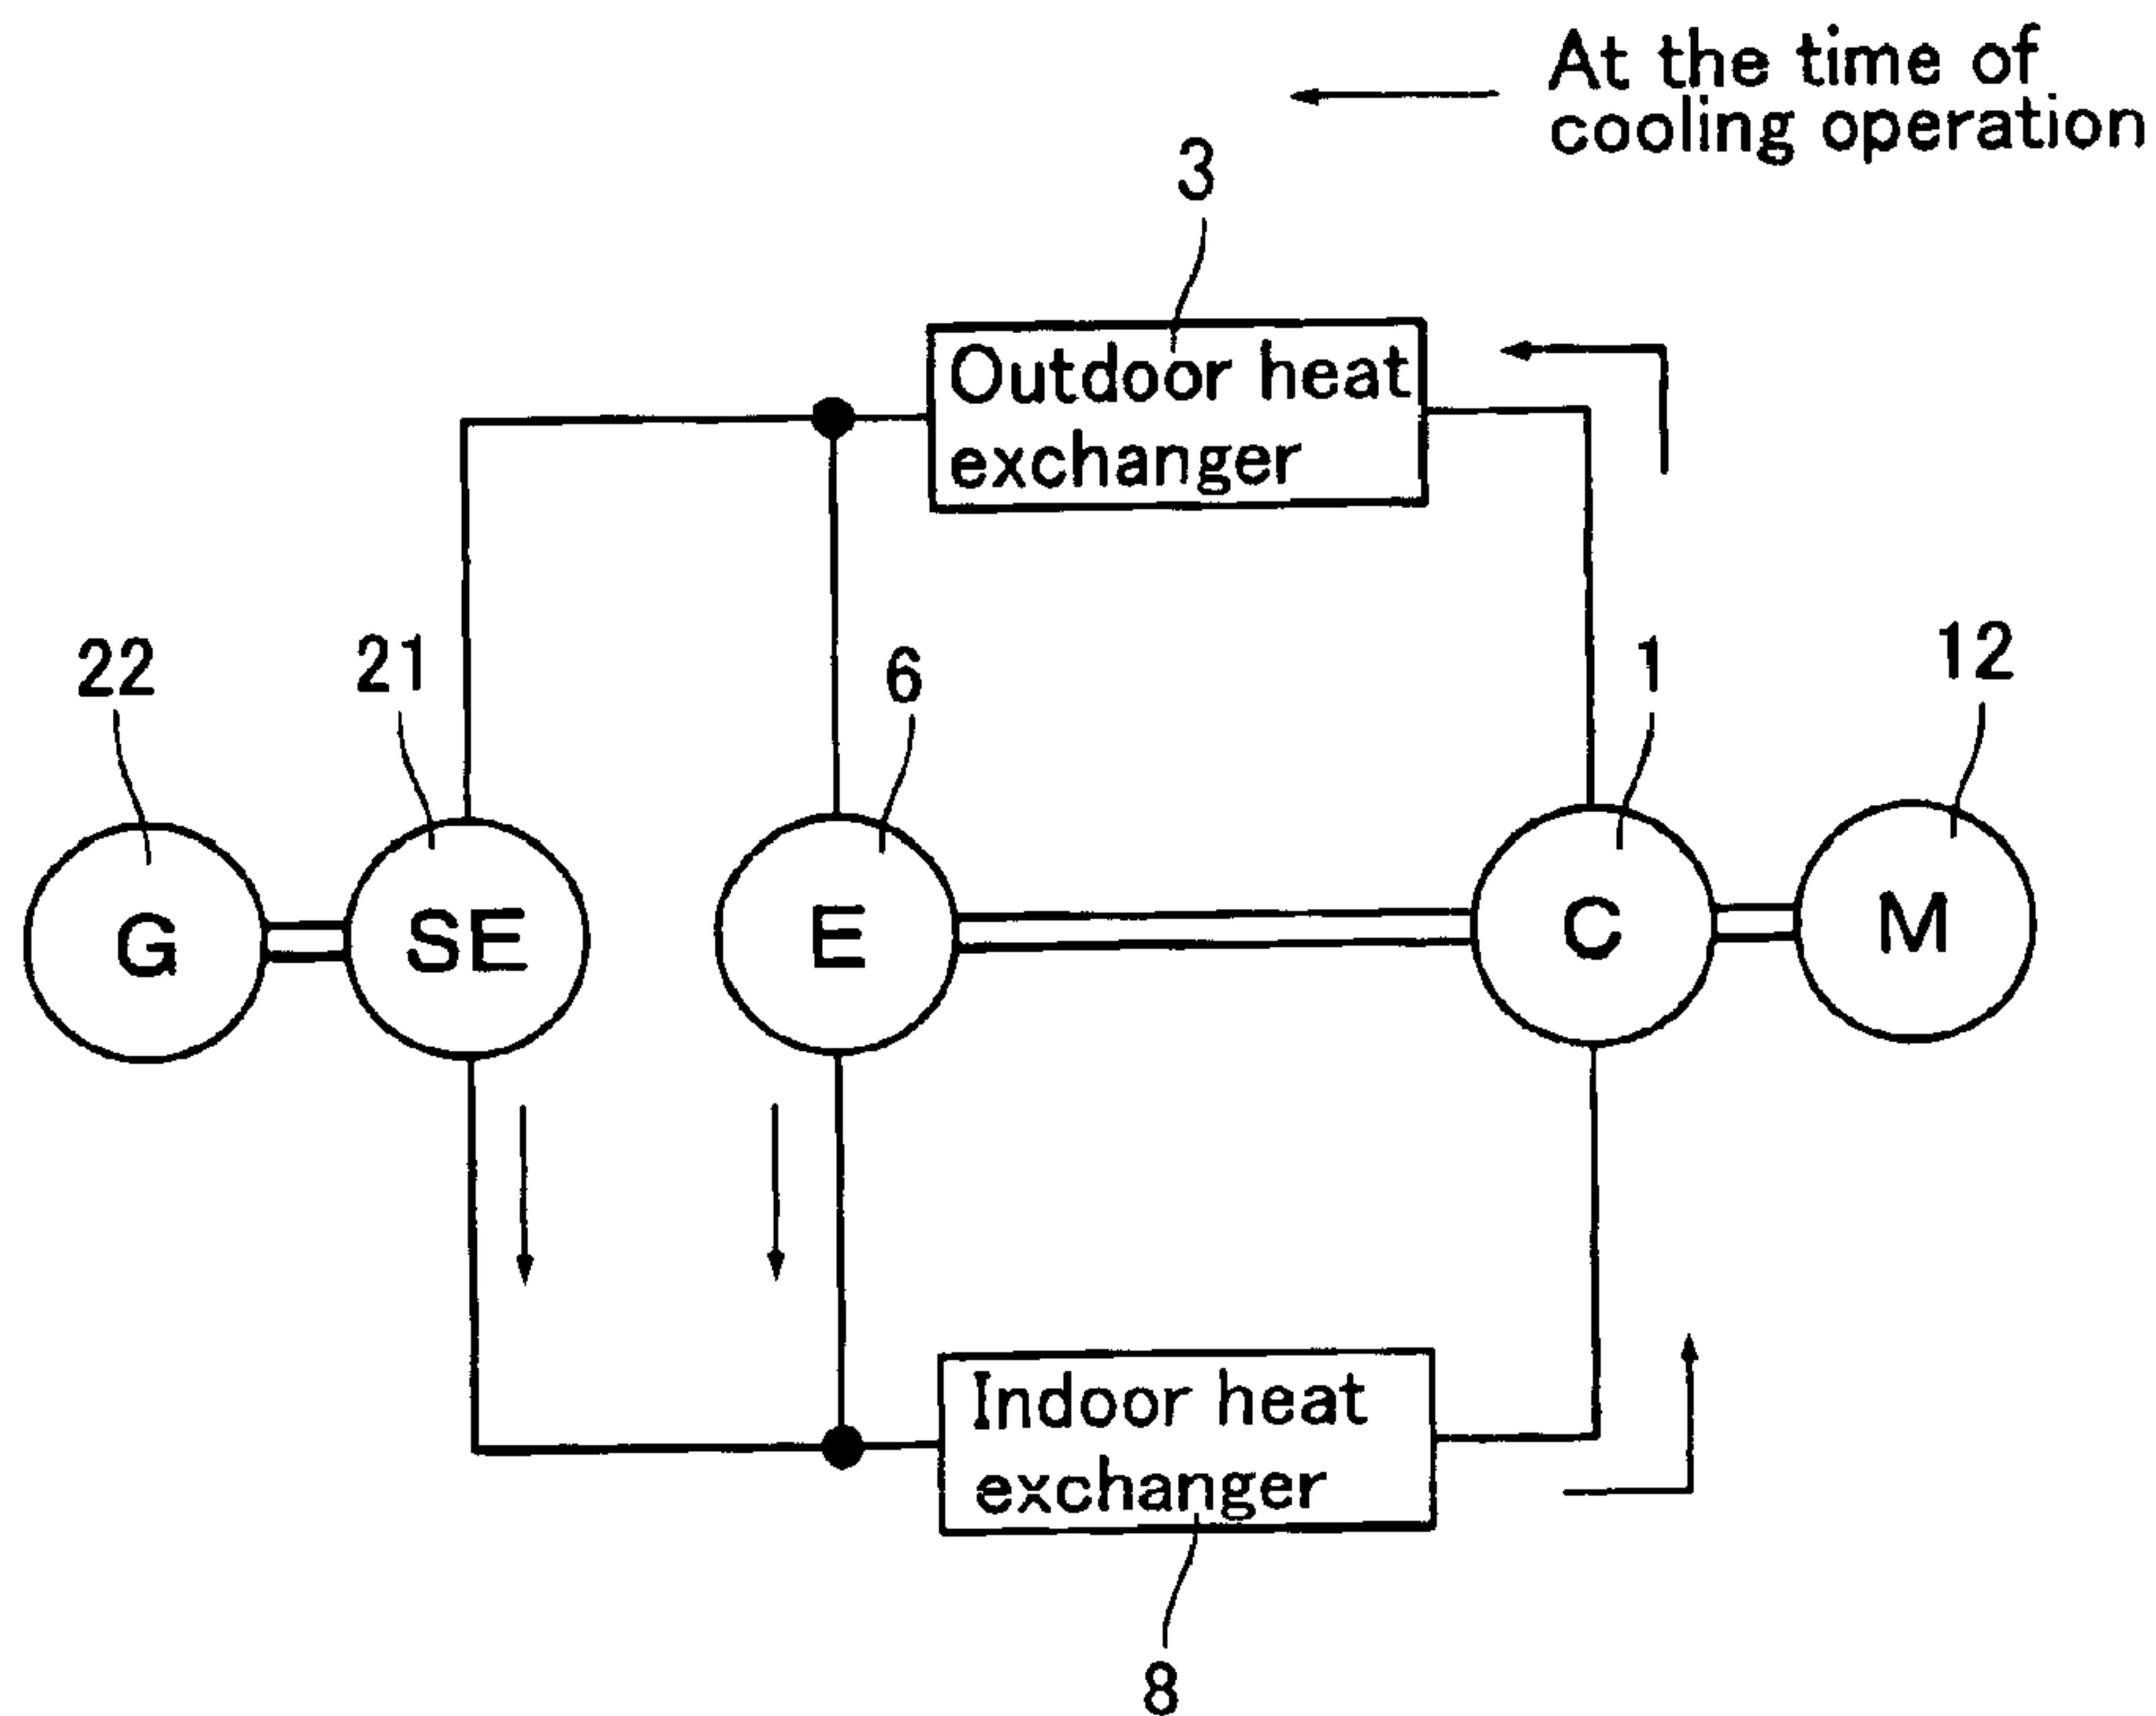 At the time of
cooling operation
3
Outdoor heat
exchanger
22
21
6
1
12
G
SE
E
C
M
Indoor heat
exchanger
8